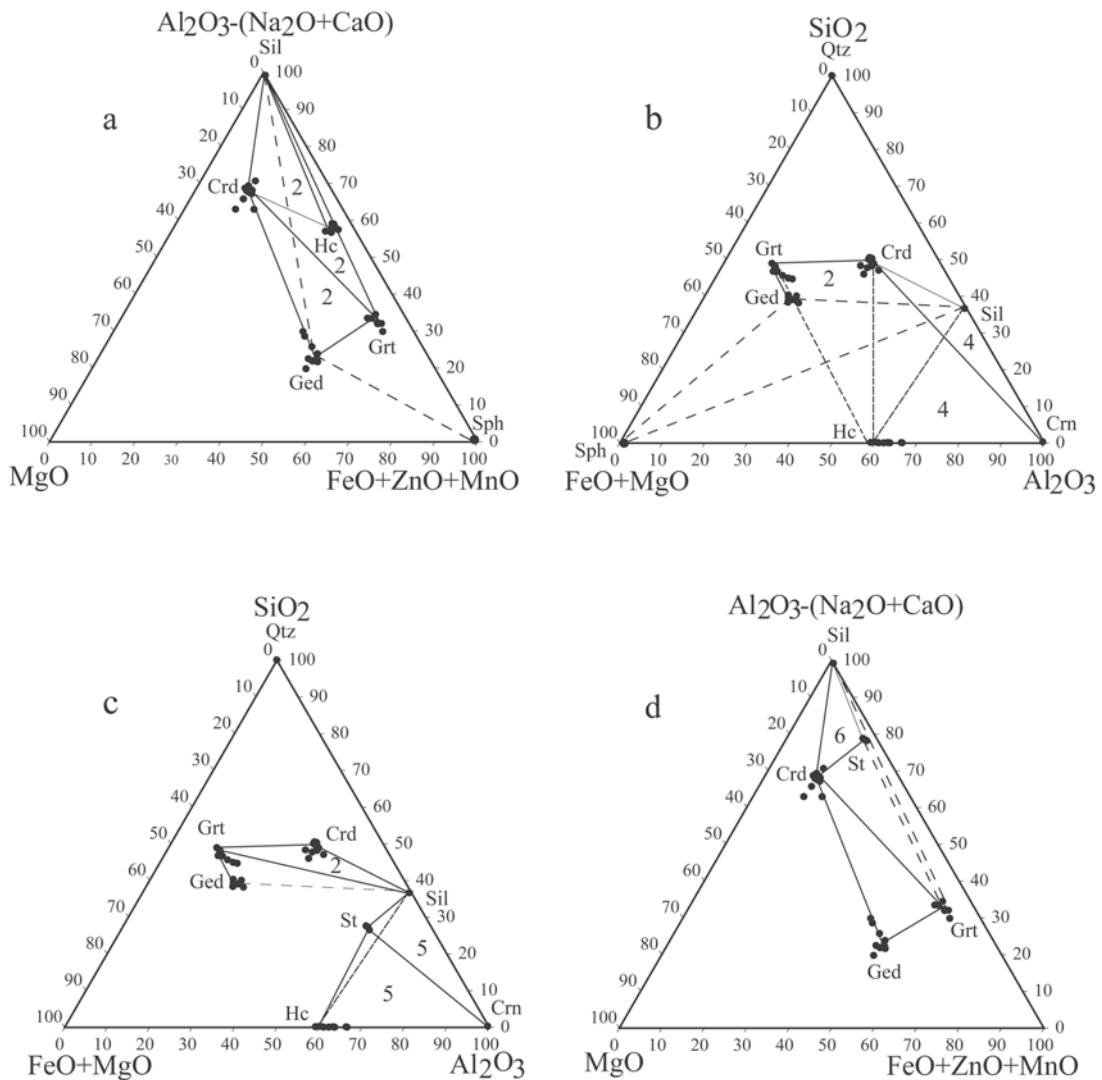 a
Al2O3-(Na2O+CaO)
Sil
0 100
10 90
20 80
30 Crd 2 70
40 60
50 Hc 2 50
60 2 40
70 Grt 30
80 Ged 20
90 Sph 10
100 0
10 20 30 40 50 60 70 80 90 100
MgO FeO+ZnO+MnO
b
SiO2
Qtz
0 100
10 90
20 80
30 70
40 60
50 Grt Crd 50
60 Ged 2 40
Sil
70 4 30
80 4 20
90 Hc Crn 10
100 0
Sph
10 20 30 40 50 60 70 80 90 100
FeO+MgO Al2O3
c
SiO2
Qtz
0 100
10 90
20 80
30 70
40 60
50 Grt Crd 50
60 Ged 2 40
Sil
70 St 30
80 5 20
90 Hc 5 Crn 10
100 0
10 20 30 40 50 60 70 80 90 100
FeO+MgO Al2O3
d
Al2O3-(Na2O+CaO)
Sil
0 100
10 90
20 6 80
St
30 Crd 70
40 60
50 50
60 40
70 Grt 30
80 Ged 20
90 10
100 0
10 20 30 40 50 60 70 80 90 100
MgO FeO+ZnO+MnO